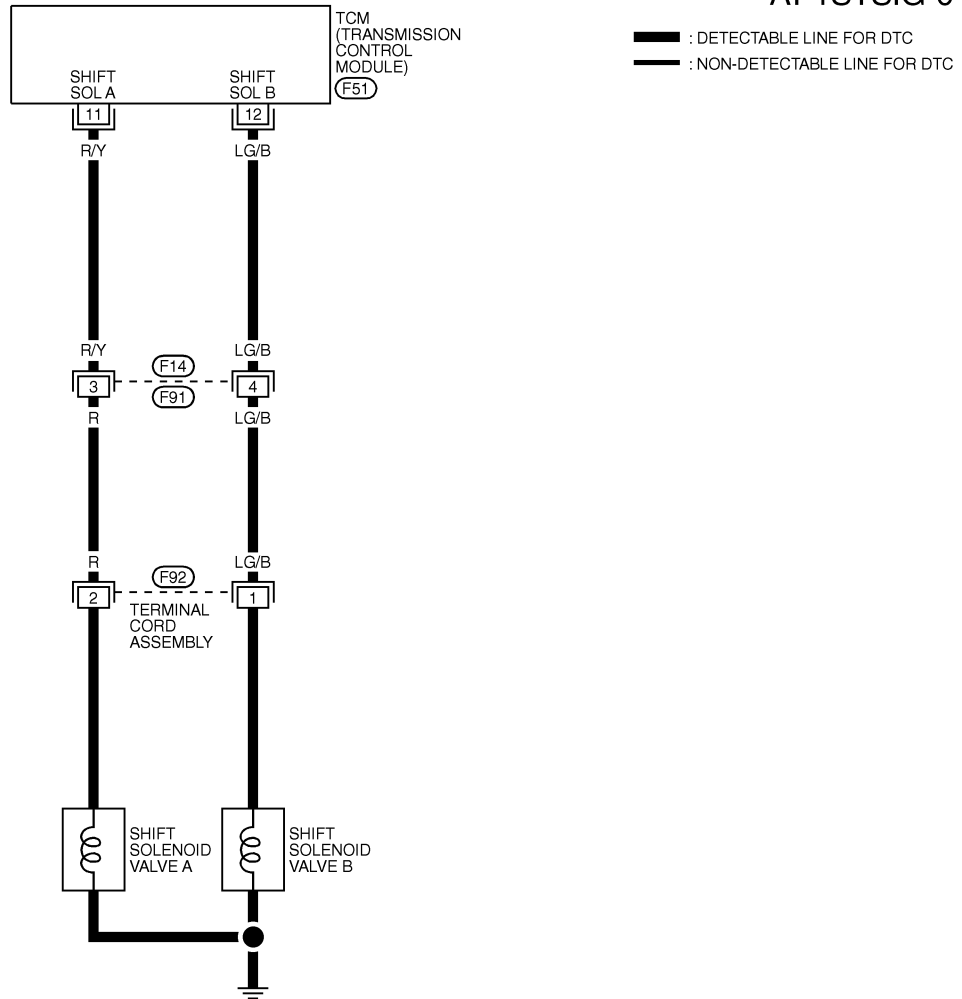 TCM
(TRANSMISSION
CONTROL
MODULE)
F51
: DETECTABLE LINE FOR DTC
: NON-DETECTABLE LINE FOR DTC
SHIFT
SOL A
SHIFT
SOL B
11
12
R/Y
LG/B
R/Y
LG/B
F14
3
4
F91
R
LG/B
R
LG/B
F92
2
1
TERMINAL
CORD
ASSEMBLY
SHIFT
SOLENOID
VALVE A
SHIFT
SOLENOID
VALVE B